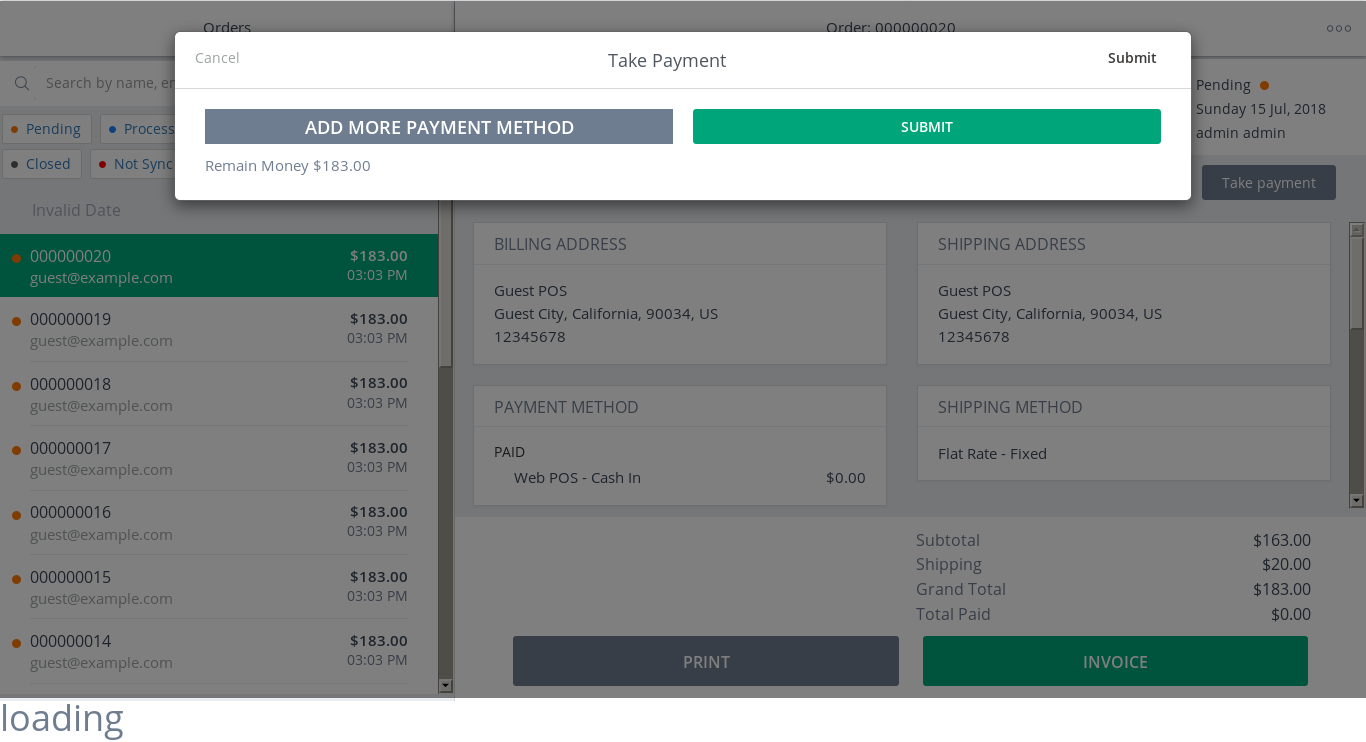 Orders
Order: 000000020
Cancel
Take Payment
Submit
ADD MORE PAYMENT METHOD
SUBMIT
Remain Money $183.00
Search by name, en
Pending
Process
Closed
Not Sync
Pending
Sunday 15 Jul, 2018
admin admin
Take payment
Invalid Date
000000020 $183.00
guest@example.com 03:03 PM
000000019 $183.00
guest@example.com 03:03 PM
000000018 $183.00
guest@example.com 03:03 PM
000000017 $183.00
guest@example.com 03:03 PM
000000016 $183.00
guest@example.com 03:03 PM
000000015 $183.00
guest@example.com 03:03 PM
000000014 $183.00
guest@example.com 03:03 PM
BILLING ADDRESS
Guest POS
Guest City, California, 90034, US
12345678
SHIPPING ADDRESS
Guest POS
Guest City, California, 90034, US
12345678
PAYMENT METHOD
PAID
Web POS - Cash In $0.00
SHIPPING METHOD
Flat Rate - Fixed
Subtotal $163.00
Shipping $20.00
Grand Total $183.00
Total Paid $0.00
PRINT
INVOICE
loading